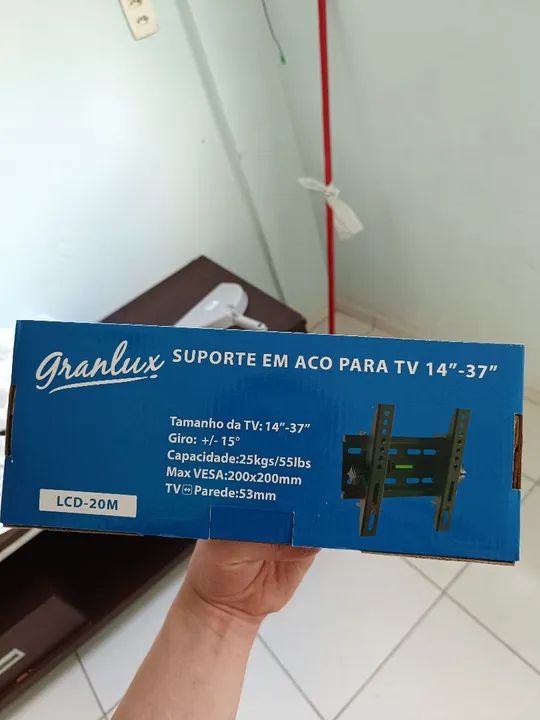 granlux SUPORTE EM ACO PARA TV 14”-37”
Tamanho da TV: 14”-37”
Giro: +/- 15°
Capacidade:25kgs/55lbs
Max VESA:200x200mm
TV↔Parede:53mm
LCD-20M